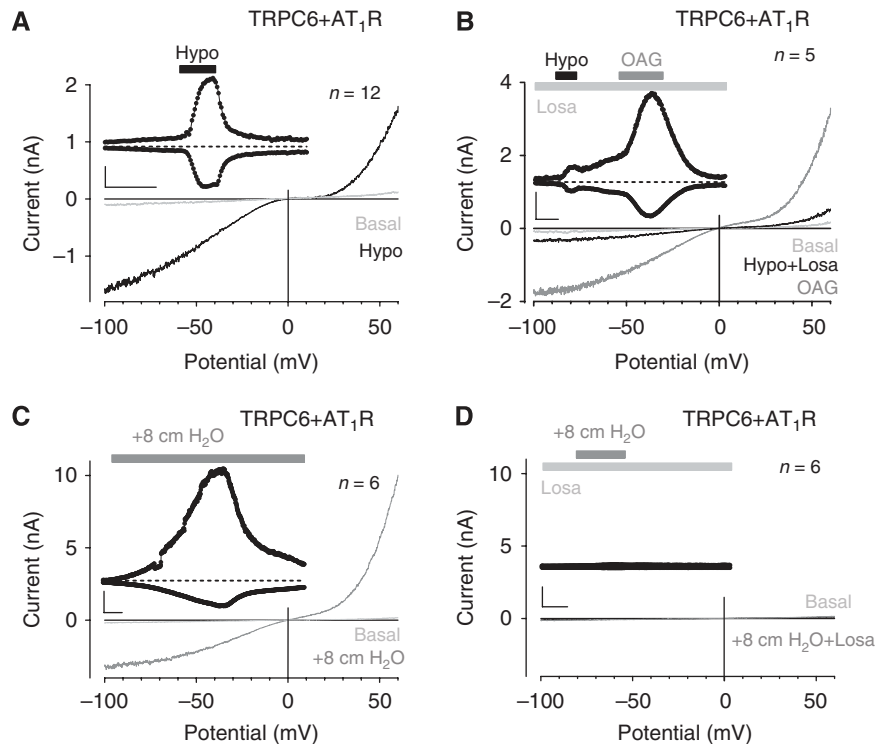 A
TRPC6+AT₁R
Hypo
n = 12
2
1
0
−1
Current (nA)
Basal
Hypo
−100
−50
0
50
Potential (mV)
B
TRPC6+AT₁R
Hypo
OAG
n = 5
Losa
4
2
0
−2
Current (nA)
Basal
Hypo+Losa
OAG
−100
−50
0
50
Potential (mV)
C
TRPC6+AT₁R
+8 cm H₂O
n = 6
10
5
0
Current (nA)
Basal
+8 cm H₂O
−100
−50
0
50
Potential (mV)
D
TRPC6+AT₁R
+8 cm H₂O
n = 6
Losa
10
5
0
Current (nA)
Basal
+8 cm H₂O+Losa
−100
−50
0
50
Potential (mV)